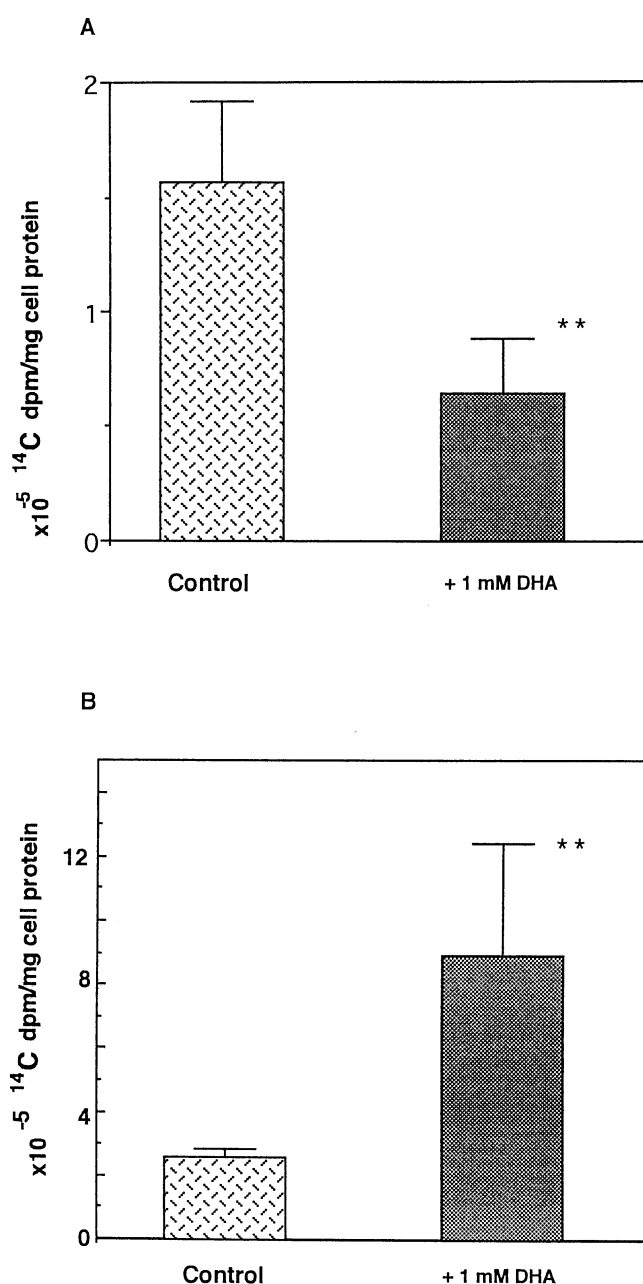 A
2
1
0
x10⁻⁵ ¹⁴C dpm/mg cell protein
**
Control
+ 1 mM DHA
B
12
8
4
0
x10⁻⁵ ¹⁴C dpm/mg cell protein
**
Control
+ 1 mM DHA